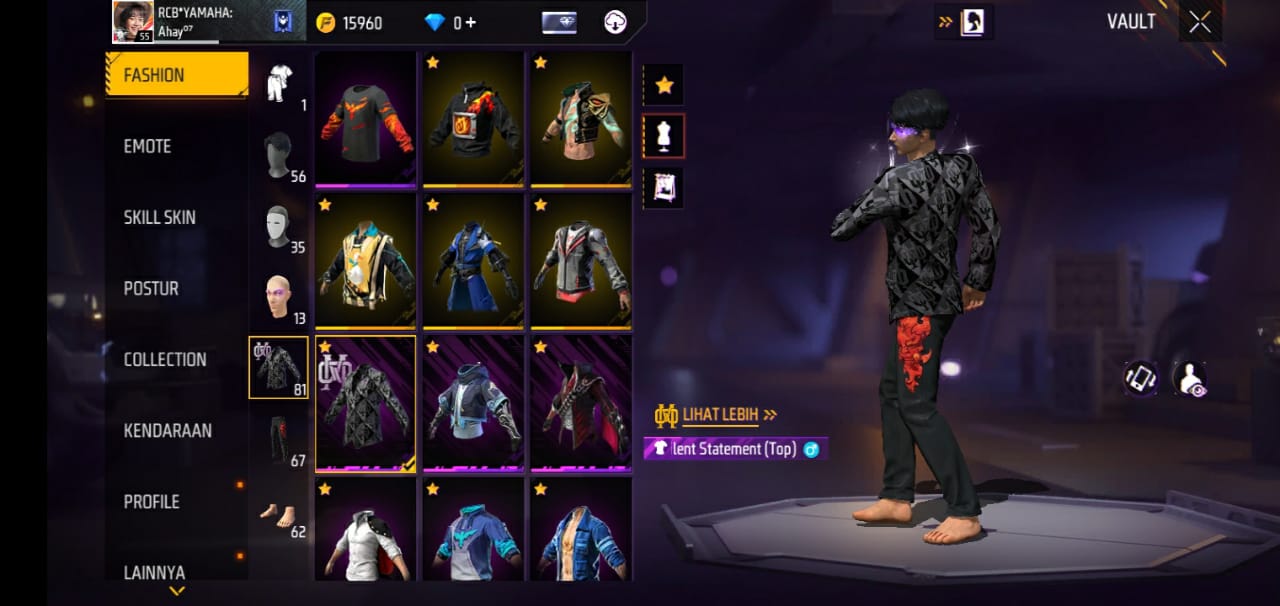 RCB*YAMAHA:
Ahay⁰⁷
55
15960
0 +
VAULT
FASHION
EMOTE
SKILL SKIN
POSTUR
COLLECTION
KENDARAAN
PROFILE
LAINNYA
1
56
35
13
81
67
62
LIHAT LEBIH >>
lent Statement (Top)